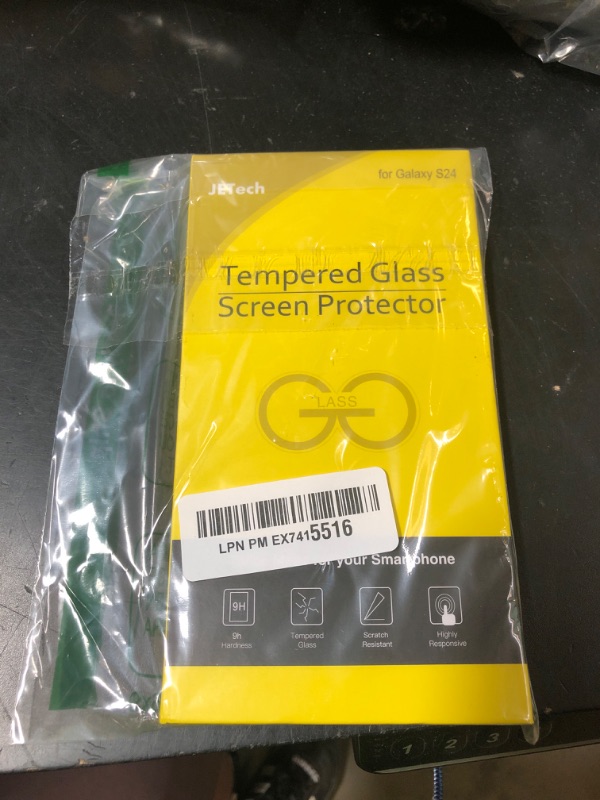 JETech
for Galaxy S24
Tempered Glass
Screen Protector
GLASS
LPN PM EX7415516
your Smartphone
9H
9h
Hardness
Tempered
Glass
Scratch
Resistant
Highly
Responsive
1 2 3